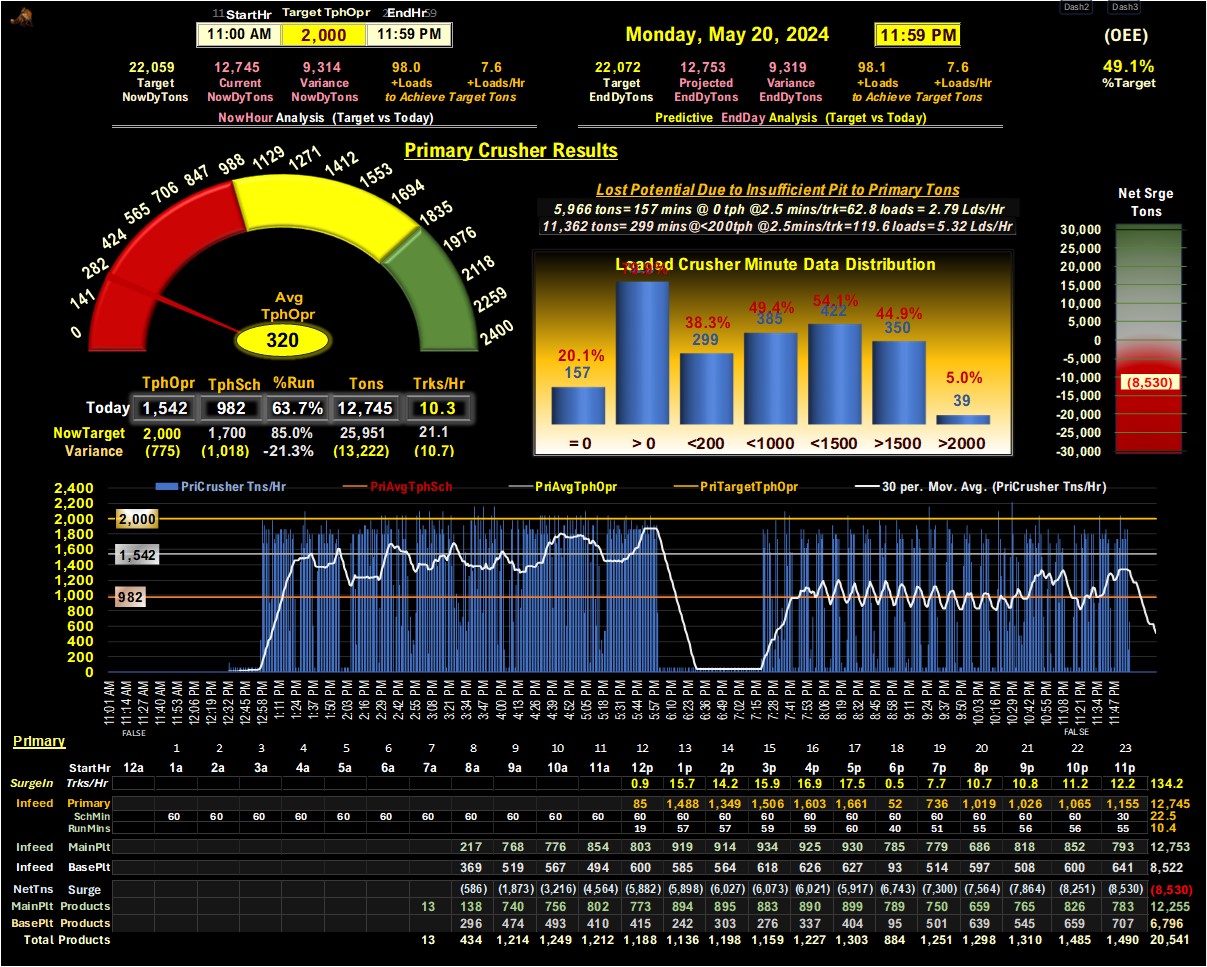 Dash2 Dash3
11 StartHr Target TphOpr EndHr 59
11:00 AM 2,000 11:59 PM
Monday, May 20, 2024 11:59 PM (OEE)
22,059 12,745 9,314 98.0 7.6 22,072 12,753 9,319 98.1 7.6 49.1%
Target Current Variance +Loads +Loads/Hr Target Projected Variance +Loads +Loads/Hr %Target
NowDyTons NowDyTons NowDyTons to Achieve Target Tons EndDyTons EndDyTons EndDyTons to Achieve Target Tons
NowHour Analysis (Target vs Today) Predictive EndDay Analysis (Target vs Today)
Primary Crusher Results
0 141 282 424 565 706 847 988 1129 1271 1412 1553 1694 1835 1976 2118 2259 2400
Avg
TphOpr
320
TphOpr TphSch %Run Tons Trks/Hr
Today 1,542 982 63.7% 12,745 10.3
NowTarget 2,000 1,700 85.0% 25,951 21.1
Variance (775) (1,018) -21.3% (13,222) (10.7)
Lost Potential Due to Insufficient Pit to Primary Tons
5,966 tons= 157 mins @ 0 tph @2.5 mins/trk=62.8 loads = 2.79 Lds/Hr
11,362 tons= 299 mins@<200tph @2.5mins/trk=119.6 loads= 5.32 Lds/Hr
Loaded Crusher Minute Data Distribution
20.1% 38.3% 49.4% 54.1% 44.9% 5.0%
157 299 385 422 350 39
= 0 > 0 <200 <1000 <1500 >1500 >2000
Net Srge
Tons
30,000
25,000
20,000
15,000
10,000
5,000
0
-5,000
-10,000
(8,530)
-15,000
-20,000
-25,000
-30,000
PriCrusher Tns/Hr PriAvgTphSch PriAvgTphOpr PriTargetTphOpr 30 per. Mov. Avg. (PriCrusher Tns/Hr)
2,400
2,200
2,000
1,800
1,600
1,400
1,200
1,000
800
600
400
200
0
2,000
1,542
982
11:01 AM 11:14 AM 11:27 AM 11:40 AM 11:53 AM 12:06 PM 12:19 PM 12:32 PM 12:45 PM 12:58 PM 1:11 PM 1:24 PM 1:37 PM 1:50 PM 2:03 PM 2:16 PM 2:29 PM 2:42 PM 2:55 PM 3:08 PM 3:21 PM 3:34 PM 3:47 PM 4:00 PM 4:13 PM 4:26 PM 4:39 PM 4:52 PM 5:05 PM 5:18 PM 5:31 PM 5:44 PM 5:57 PM 6:10 PM 6:23 PM 6:36 PM 6:49 PM 7:02 PM 7:15 PM 7:28 PM 7:41 PM 7:53 PM 8:06 PM 8:19 PM 8:32 PM 8:45 PM 8:58 PM 9:11 PM 9:24 PM 9:37 PM 9:50 PM 10:03 PM 10:16 PM 10:29 PM 10:42 PM 10:55 PM 11:08 PM 11:21 PM 11:34 PM 11:47 PM
FALSE FALSE
Primary
1 2 3 4 5 6 7 8 9 10 11 12 13 14 15 16 17 18 19 20 21 22 23
StartHr 12a 1a 2a 3a 4a 5a 6a 7a 8a 9a 10a 11a 12p 1p 2p 3p 4p 5p 6p 7p 8p 9p 10p 11p
SurgeIn Trks/Hr 0.9 15.7 14.2 15.9 16.9 17.5 0.5 7.7 10.7 10.8 11.2 12.2 134.2
Infeed Primary 85 1,488 1,349 1,506 1,603 1,661 52 736 1,019 1,026 1,065 1,155 12,745
SchMin 60 60 60 60 60 60 60 60 60 60 60 60 60 60 60 60 60 60 60 60 60 60 30 22.5
RunMins 19 57 57 59 59 60 40 51 55 56 56 55 10.4
Infeed MainPlt 217 768 776 854 803 919 914 934 925 930 785 779 686 818 852 793 12,753
Infeed BasePlt 369 519 567 494 600 585 564 618 626 627 93 514 597 508 600 641 8,522
NetTns Surge (586) (1,873) (3,216) (4,564) (5,882) (5,898) (6,027) (6,073) (6,021) (5,917) (6,743) (7,300) (7,564) (7,864) (8,251) (8,530) (8,530)
MainPlt Products 13 138 740 756 802 773 894 895 883 890 899 789 750 659 765 826 783 12,255
BasePlt Products 296 474 493 410 415 242 303 276 337 404 95 501 639 545 659 707 6,796
Total Products 13 434 1,214 1,249 1,212 1,188 1,136 1,198 1,159 1,227 1,303 884 1,251 1,298 1,310 1,485 1,490 20,541